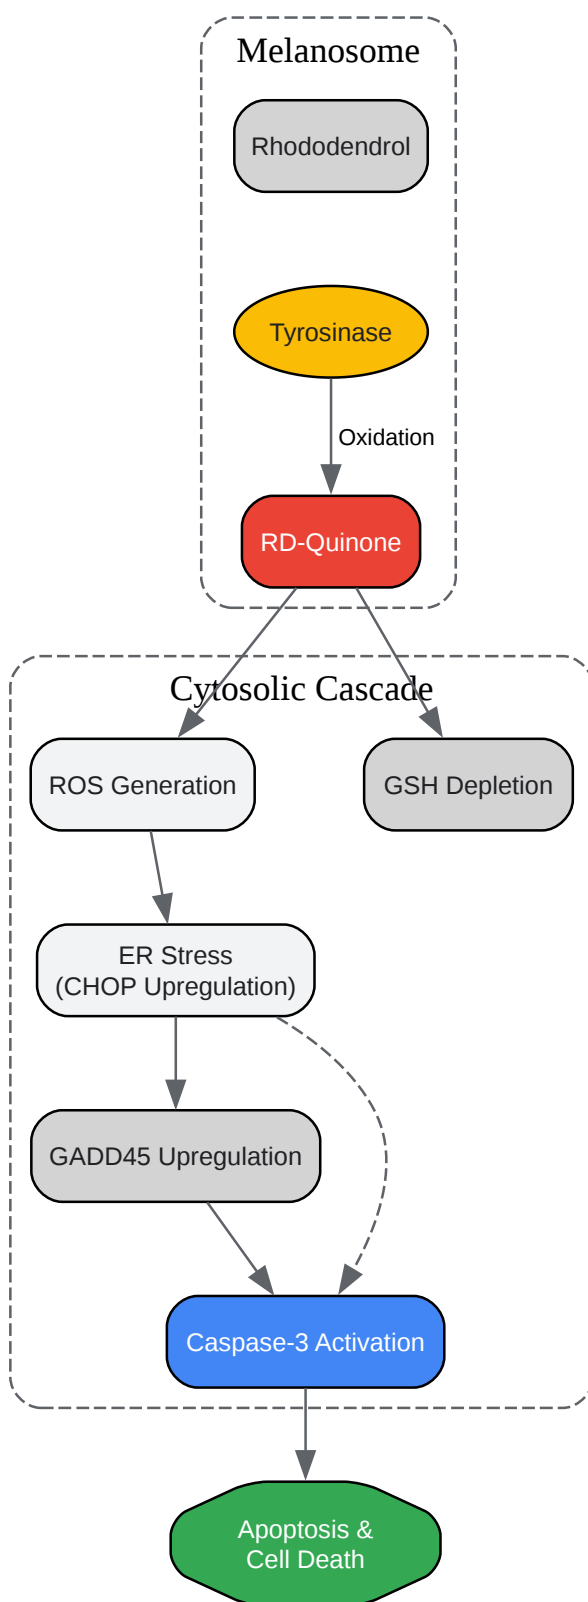 Melanosome
Rhododendrol
Tyrosinase
Oxidation
RD-Quinone
Cytosolic Cascade
ROS Generation
GSH Depletion
ER Stress
(CHOP Upregulation)
GADD45 Upregulation
Caspase-3 Activation
Apoptosis &
Cell Death